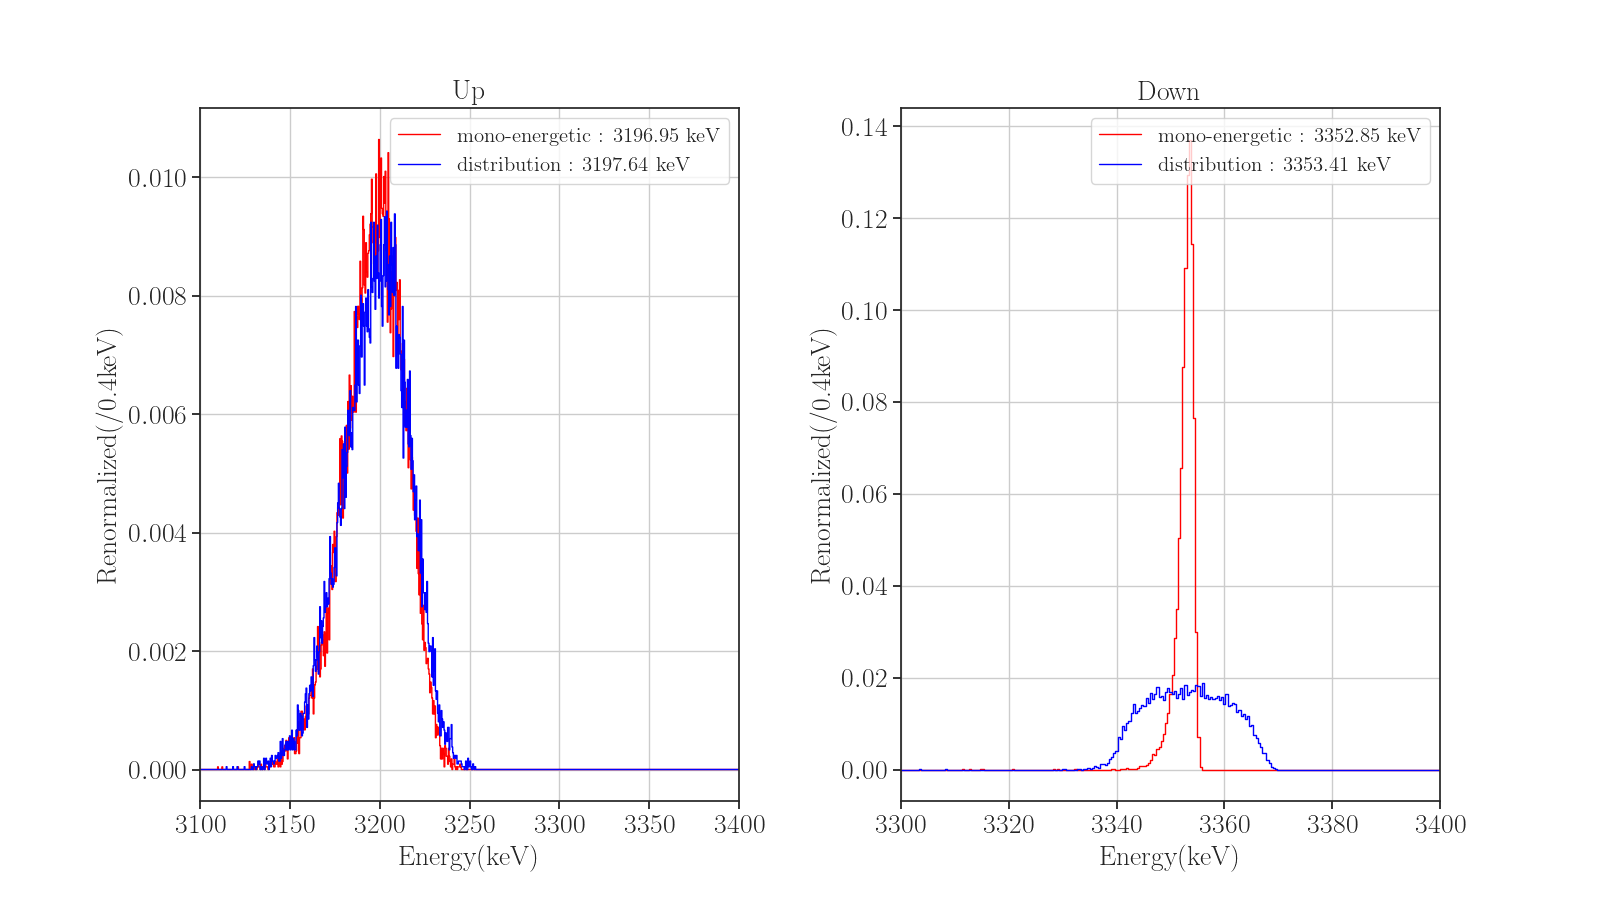 Up
mono-energetic : 3196.95 keV
distribution : 3197.64 keV
0.010
0.008
0.006
0.004
0.002
0.000
Renormalized(/0.4keV)
3100 3150 3200 3250 3300 3350 3400
Energy(keV)
Down
mono-energetic : 3352.85 keV
distribution : 3353.41 keV
0.14
0.12
0.10
0.08
0.06
0.04
0.02
0.00
Renormalized(/0.4keV)
3300 3320 3340 3360 3380 3400
Energy(keV)